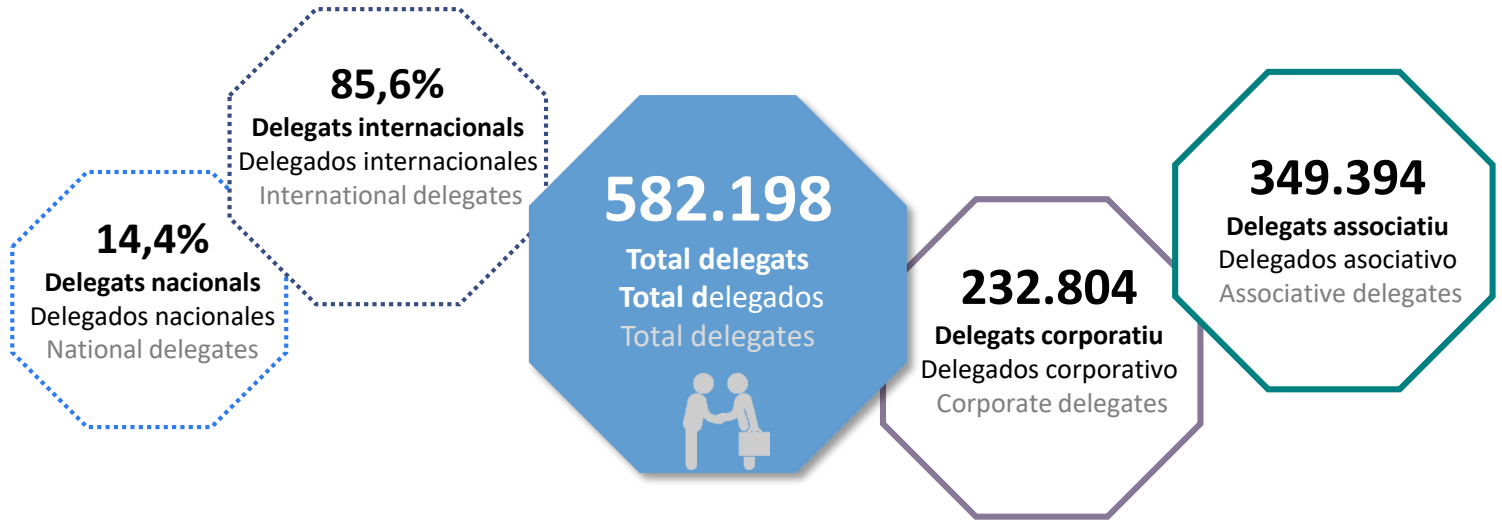 14,4%
Delegats nacionals
Delegados nacionales
National delegates
85,6%
Delegats internacionals
Delegados internacionales
International delegates
582.198
Total delegats
Total delegados
Total delegates
232.804
Delegats corporatiu
Delegados corporativo
Corporate delegates
349.394
Delegats associatiu
Delegados asociativo
Associative delegates